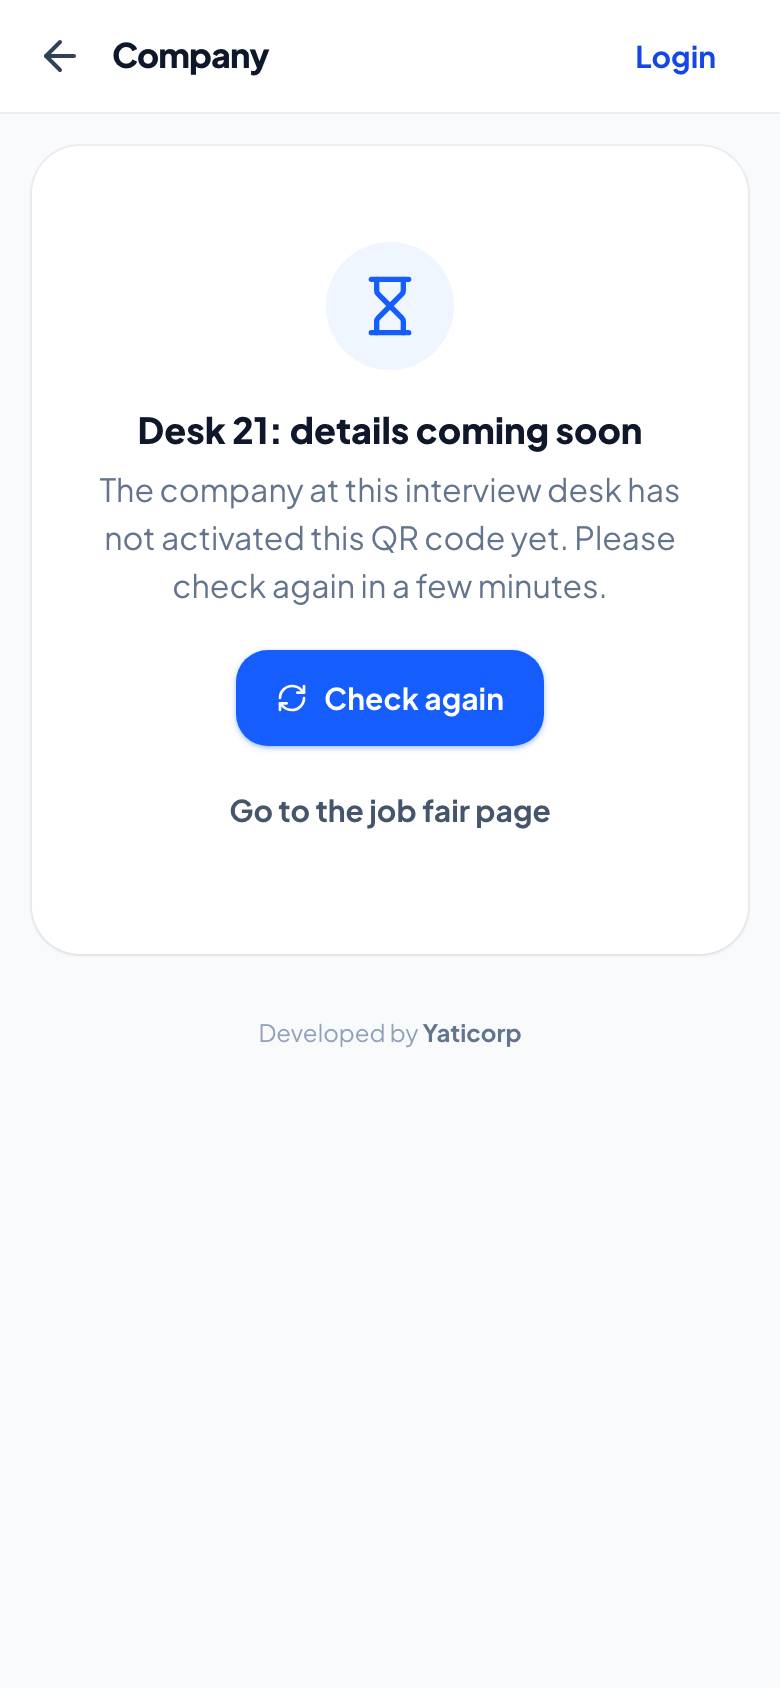 Company
Login
Desk 21: details coming soon
The company at this interview desk has
not activated this QR code yet. Please
check again in a few minutes.
Check again
Go to the job fair page
Developed by Yaticorp